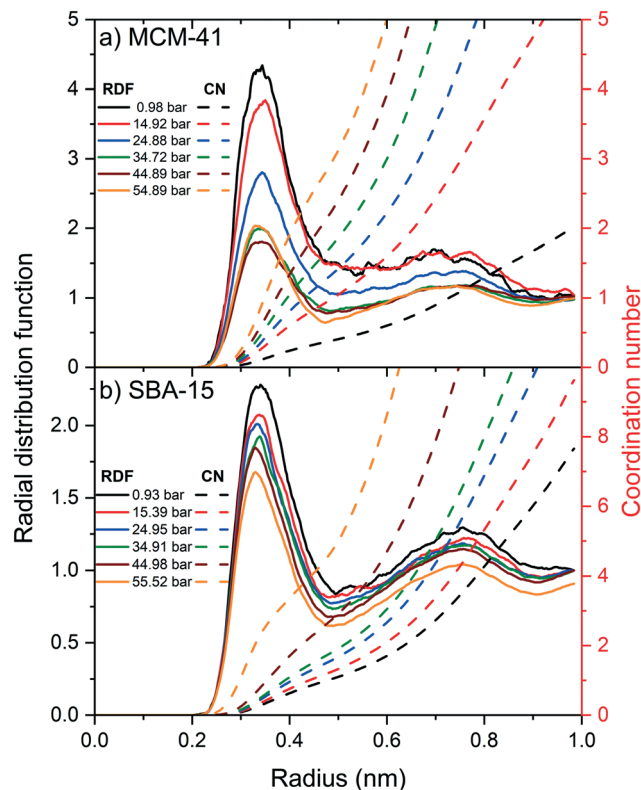 a) MCM-41
RDF CN
0.98 bar
14.92 bar
24.88 bar
34.72 bar
44.89 bar
54.89 bar
5
4
3
2
1
0
5
4
3
2
1
0
b) SBA-15
RDF CN
0.93 bar
15.39 bar
24.95 bar
34.91 bar
44.98 bar
55.52 bar
2.0
1.5
1.0
0.5
0.0
8
6
4
2
0
0.0 0.2 0.4 0.6 0.8 1.0
Radius (nm)
Radial distribution function
Coordination number